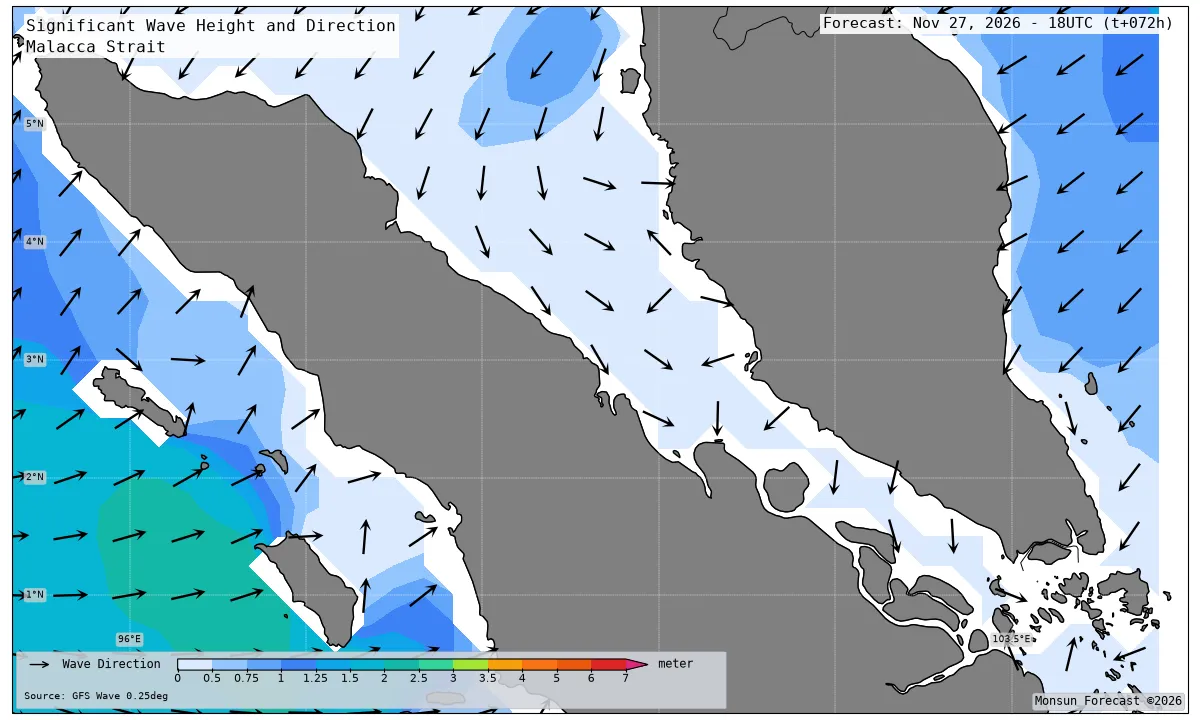 Significant Wave Height and Direction
Malacca Strait
Forecast: Nov 27, 2026 - 18UTC (t+072h)
5°N
4°N
3°N
2°N
1°N
96°E
103.5°E
Wave Direction
meter
0 0.5 0.75 1 1.25 1.5 2 2.5 3 3.5 4 5 6 7
Source: GFS Wave 0.25deg
Monsun Forecast ©2026